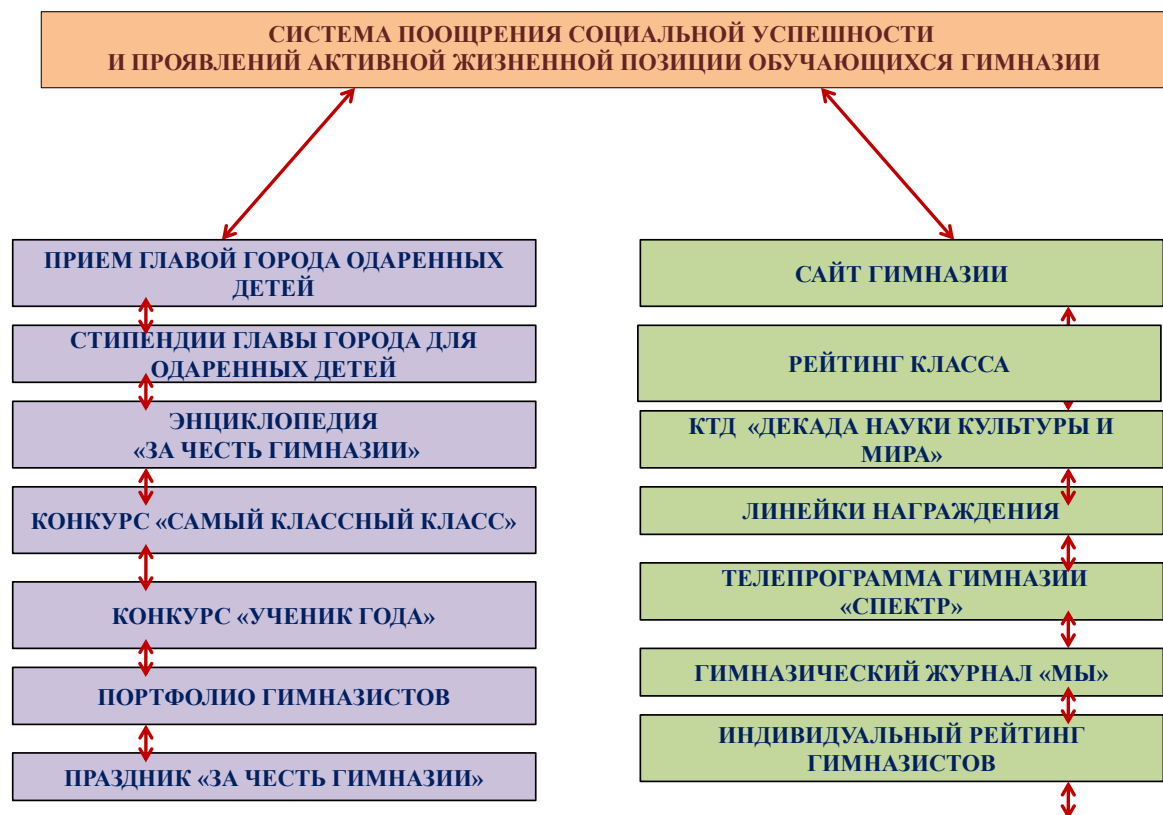 СИСТЕМА ПООЩРЕНИЯ СОЦИАЛЬНОЙ УСПЕШНОСТИ
И ПРОЯВЛЕНИЙ АКТИВНОЙ ЖИЗНЕННОЙ ПОЗИЦИИ ОБУЧАЮЩИХСЯ ГИМНАЗИИ
ПРИЕМ ГЛАВОЙ ГОРОДА ОДАРЕННЫХ
ДЕТЕЙ
СТИПЕНДИИ ГЛАВЫ ГОРОДА ДЛЯ
ОДАРЕННЫХ ДЕТЕЙ
ЭНЦИКЛОПЕДИЯ
«ЗА ЧЕСТЬ ГИМНАЗИИ»
КОНКУРС «САМЫЙ КЛАССНЫЙ КЛАСС»
КОНКУРС «УЧЕНИК ГОДА»
ПОРТФОЛИО ГИМНАЗИСТОВ
ПРАЗДНИК «ЗА ЧЕСТЬ ГИМНАЗИИ»
САЙТ ГИМНАЗИИ
РЕЙТИНГ КЛАССА
КТД «ДЕКАДА НАУКИ КУЛЬТУРЫ И
МИРА»
ЛИНЕЙКИ НАГРАЖДЕНИЯ
ТЕЛЕПРОГРАММА ГИМНАЗИИ
«СПЕКТР»
ГИМНАЗИЧЕСКИЙ ЖУРНАЛ «МЫ»
ИНДИВИДУАЛЬНЫЙ РЕЙТИНГ
ГИМНАЗИСТОВ